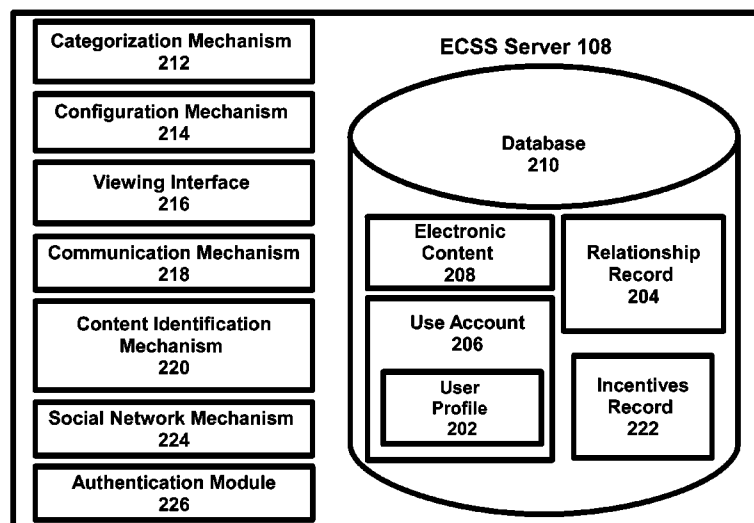 Categorization Mechanism
212
Configuration Mechanism
214
Viewing Interface
216
Communication Mechanism
218
Content Identification
Mechanism
220
Social Network Mechanism
224
Authentication Module
226
ECSS Server 108
Database
210
Electronic
Content
208
Relationship
Record
204
Use Account
206
User
Profile
202
Incentives
Record
222